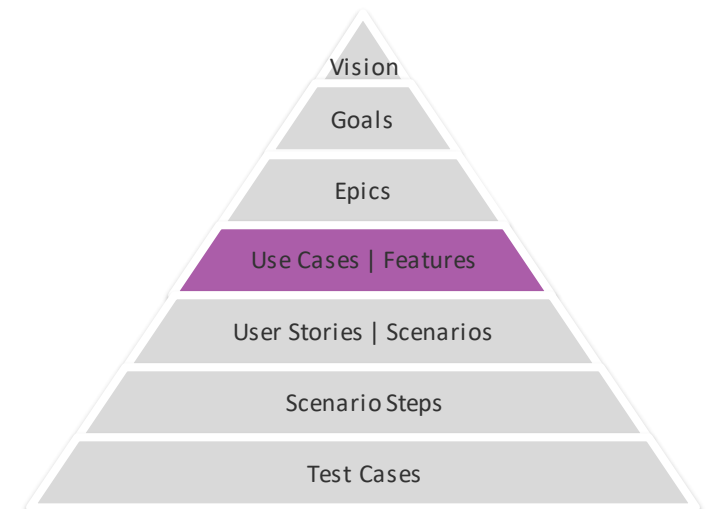 Vision
Goals
Epics
Use Cases | Features
User Stories | Scenarios
Scenario Steps
Test Cases